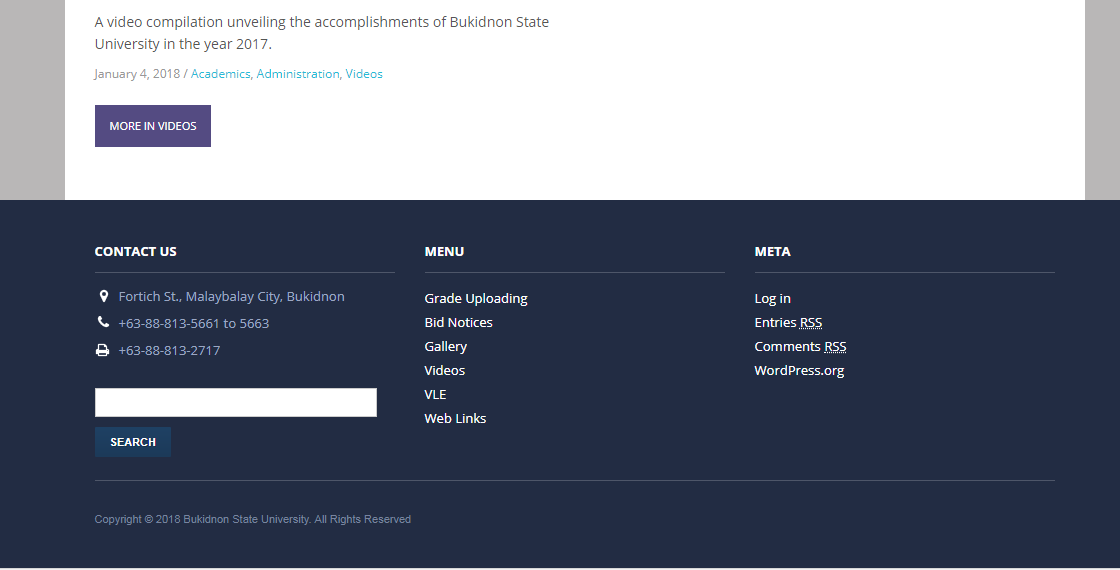 A video compilation unveiling the accomplishments of Bukidnon State
University in the year 2017.
January 4, 2018 / Academics, Administration, Videos
MORE IN VIDEOS
CONTACT US
Fortich St., Malaybalay City, Bukidnon
+63-88-813-5661 to 5663
+63-88-813-2717
SEARCH
MENU
Grade Uploading
Bid Notices
Gallery
Videos
VLE
Web Links
META
Log in
Entries RSS
Comments RSS
WordPress.org
Copyright © 2018 Bukidnon State University. All Rights Reserved